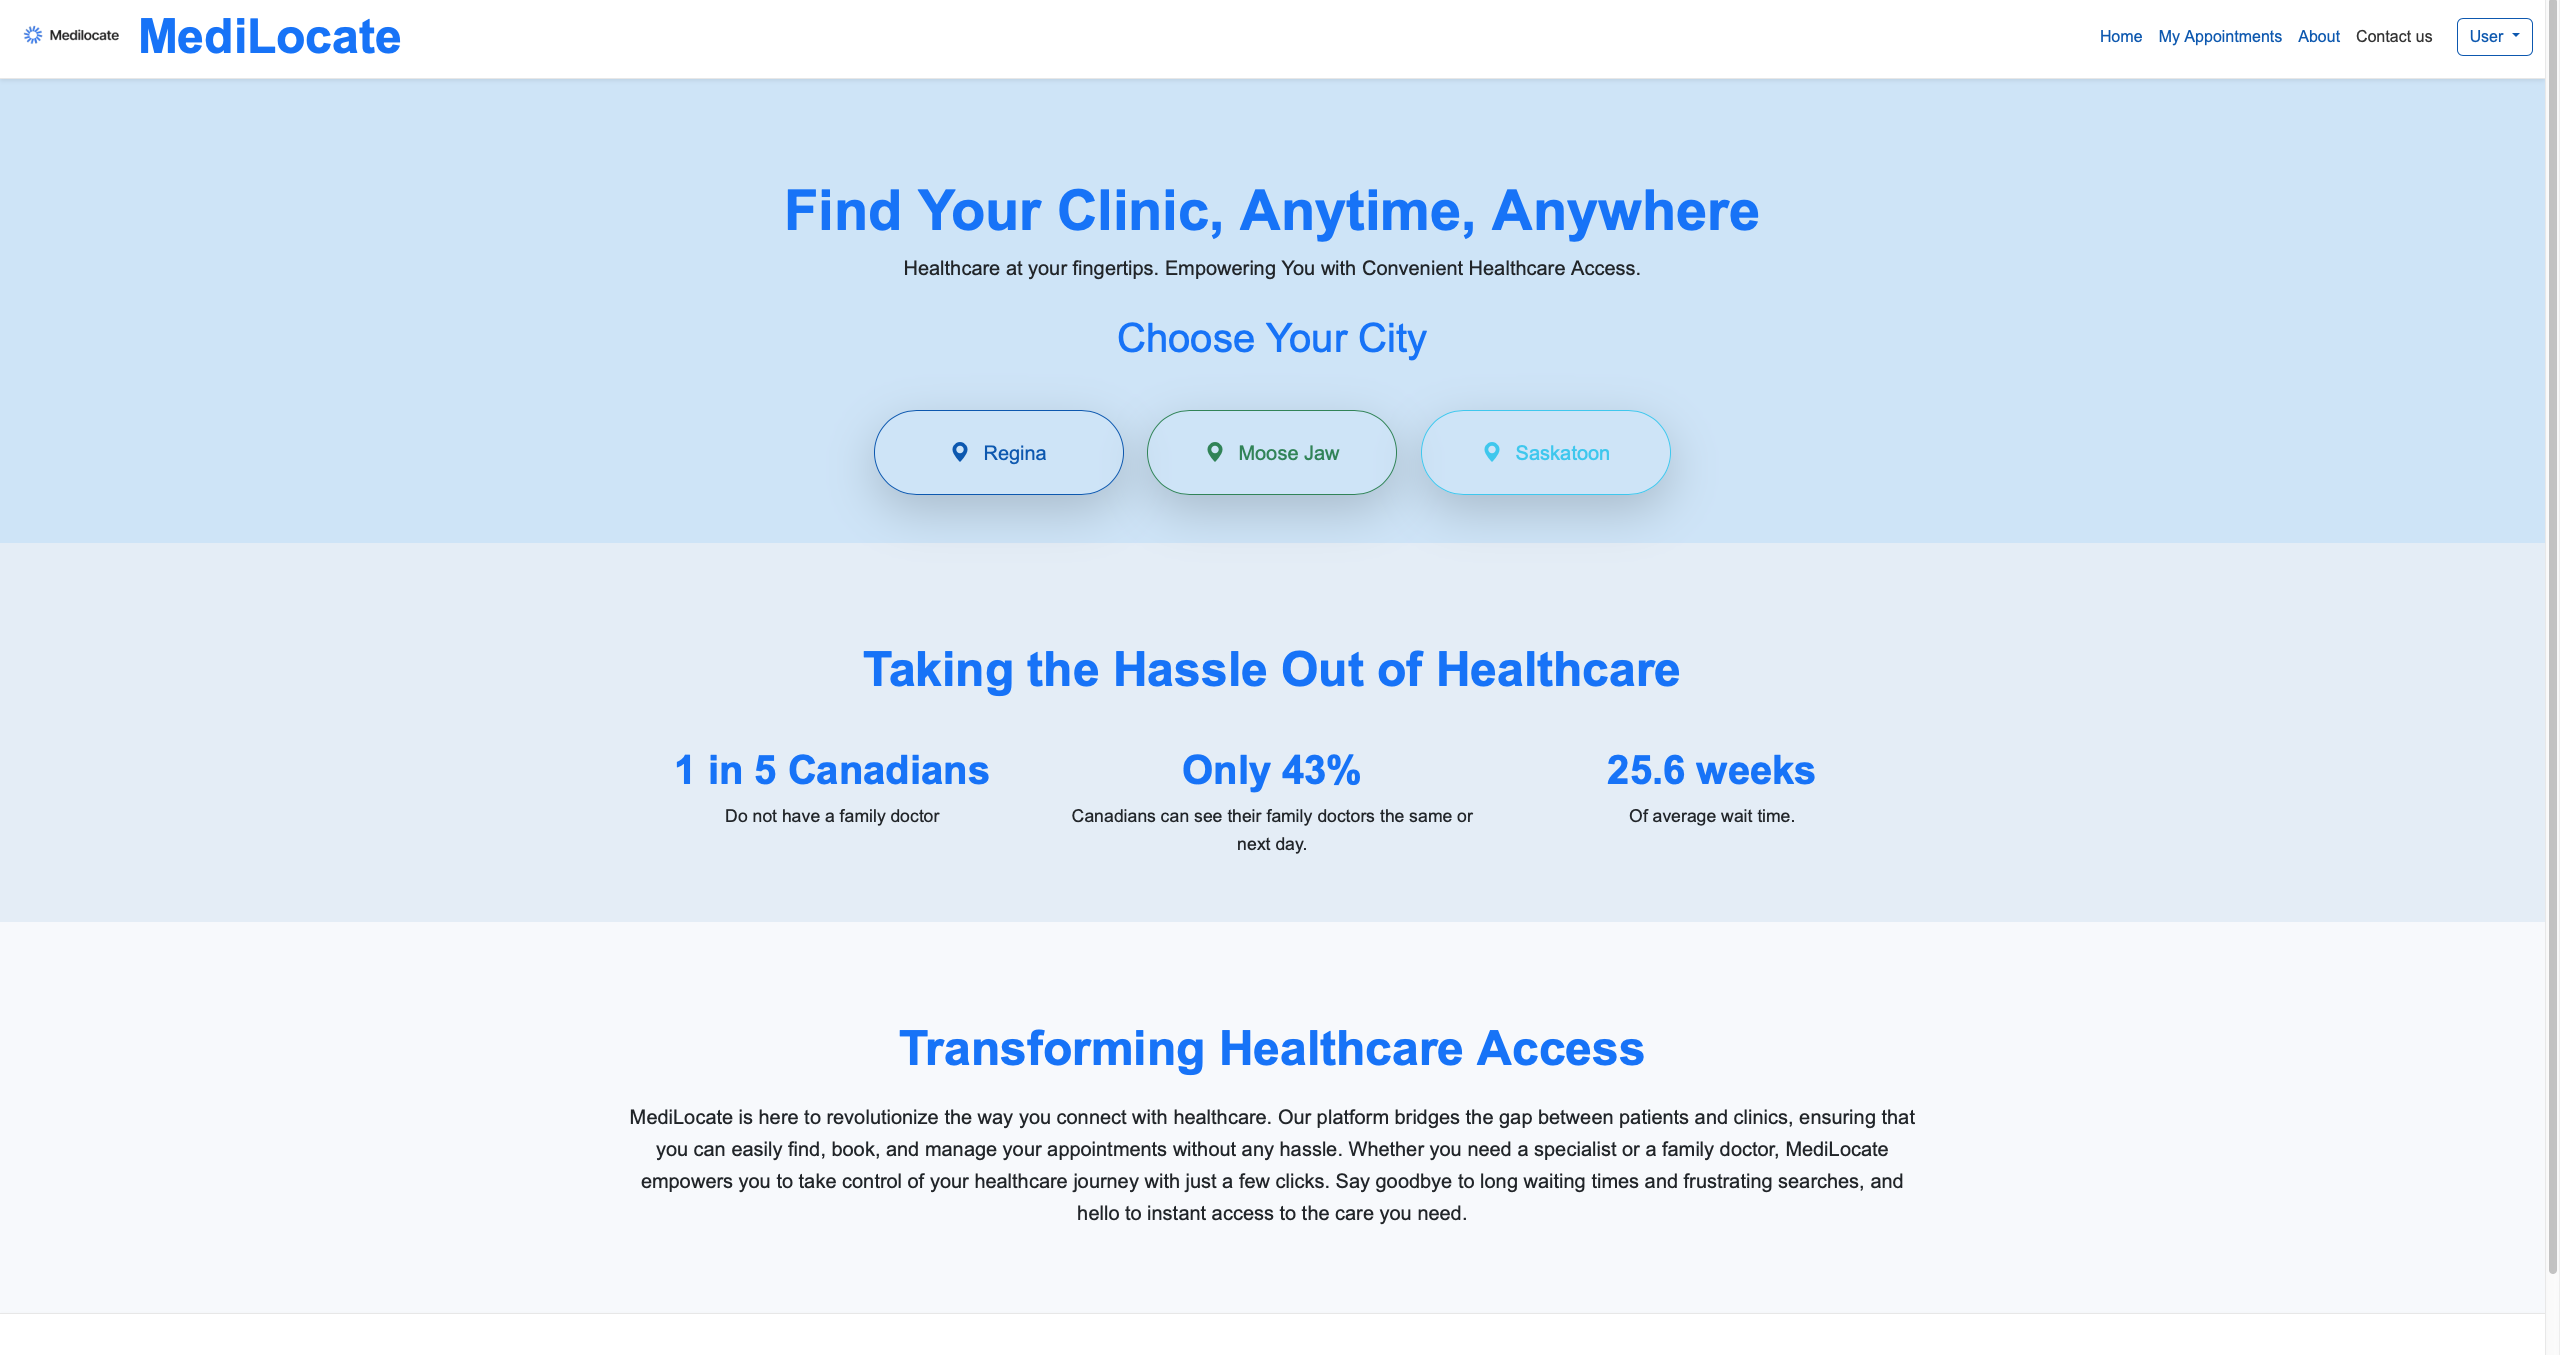 Medilocate
MediLocate
Home
My Appointments
About
Contact us
User
Find Your Clinic, Anytime, Anywhere
Healthcare at your fingertips. Empowering You with Convenient Healthcare Access.
Choose Your City
Regina
Moose Jaw
Saskatoon
Taking the Hassle Out of Healthcare
1 in 5 Canadians
Do not have a family doctor
Only 43%
Canadians can see their family doctors the same or
next day.
25.6 weeks
Of average wait time.
Transforming Healthcare Access
MediLocate is here to revolutionize the way you connect with healthcare. Our platform bridges the gap between patients and clinics, ensuring that
you can easily find, book, and manage your appointments without any hassle. Whether you need a specialist or a family doctor, MediLocate
empowers you to take control of your healthcare journey with just a few clicks. Say goodbye to long waiting times and frustrating searches, and
hello to instant access to the care you need.